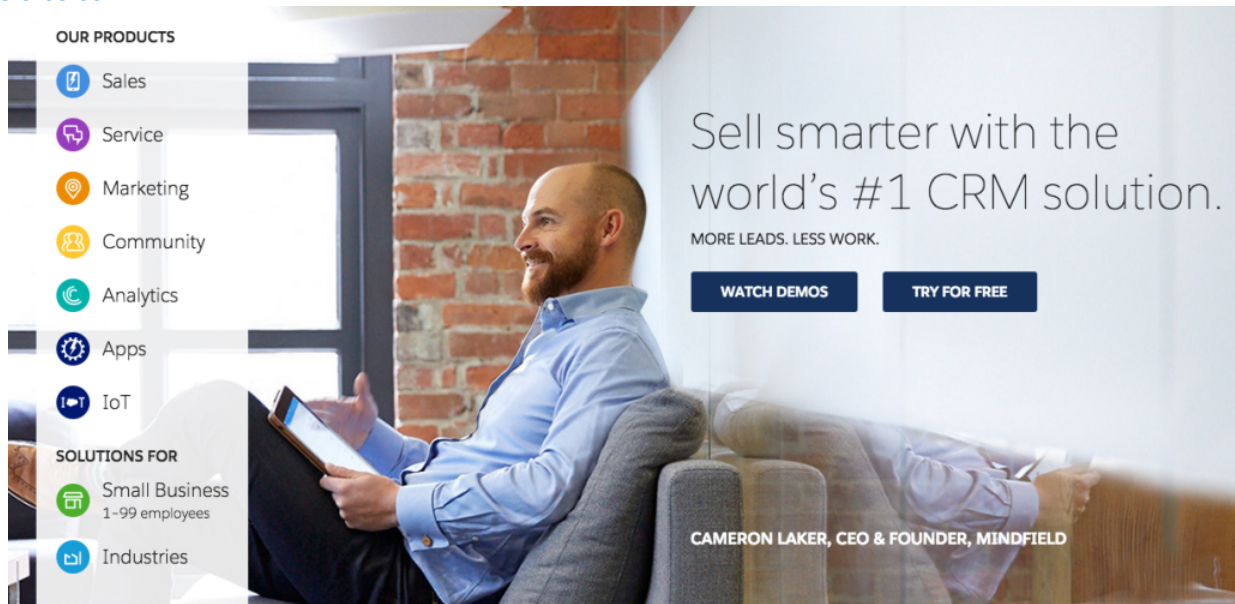 OUR PRODUCTS
Sales
Service
Marketing
Community
Analytics
Apps
IoT
SOLUTIONS FOR
Small Business
1-99 employees
Industries
Sell smarter with the
world's #1 CRM solution.
MORE LEADS. LESS WORK.
WATCH DEMOS
TRY FOR FREE
CAMERON LAKER, CEO & FOUNDER, MINDFIELD